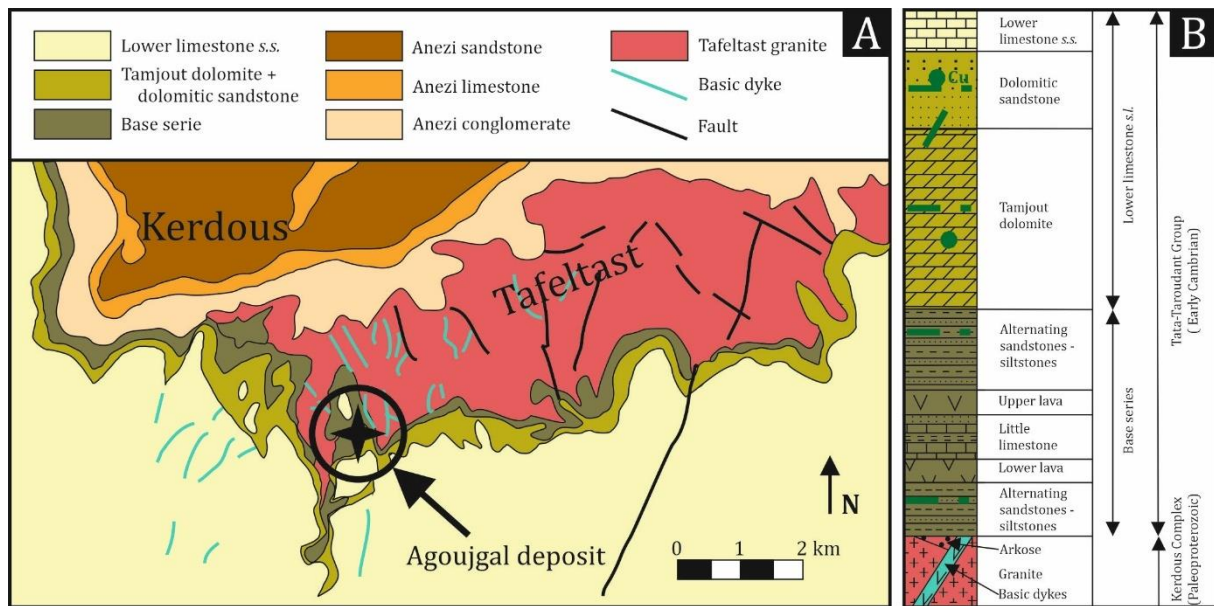 A
Lower limestone s.s.
Tamjout dolomite +
dolomitic sandstone
Base serie
Anezi sandstone
Anezi limestone
Anezi conglomerate
Tafeltast granite
Basic dyke
Fault
Kerdous
Tafeltast
Agoujgal deposit
N
0 1 2 km
B
Lower
limestone s.s.
Cu
Dolomitic
sandstone
Tamjout
dolomite
Alternating
sandstones -
siltstones
Upper lava
Little
limestone
Lower lava
Alternating
sandstones -
siltstones
Arkose
Granite
Basic dykes
Lower limestone s.l.
Base series
Tata-Taroudant Group
( Early Cambrian)
Kerdous Complex
(Paleoproterozoic)